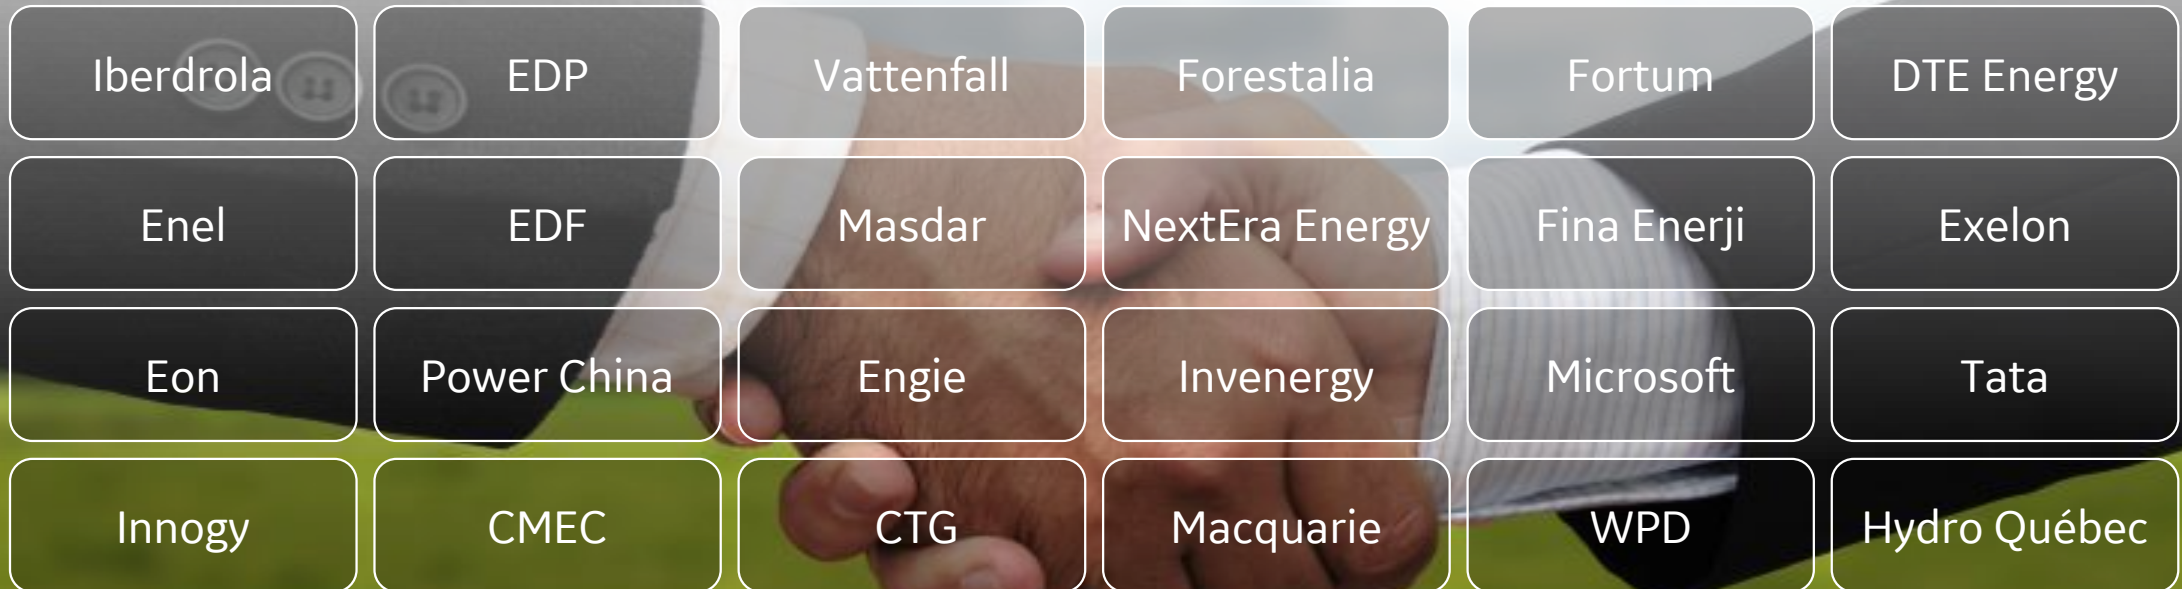 Iberdrola
EDP
Vattenfall
Forestalia
Fortum
DTE Energy
Enel
EDF
Masdar
NextEra Energy
Fina Enerji
Exelon
Eon
Power China
Engie
Invenergy
Microsoft
Tata
Innogy
CMEC
CTG
Macquarie
WPD
Hydro Québec